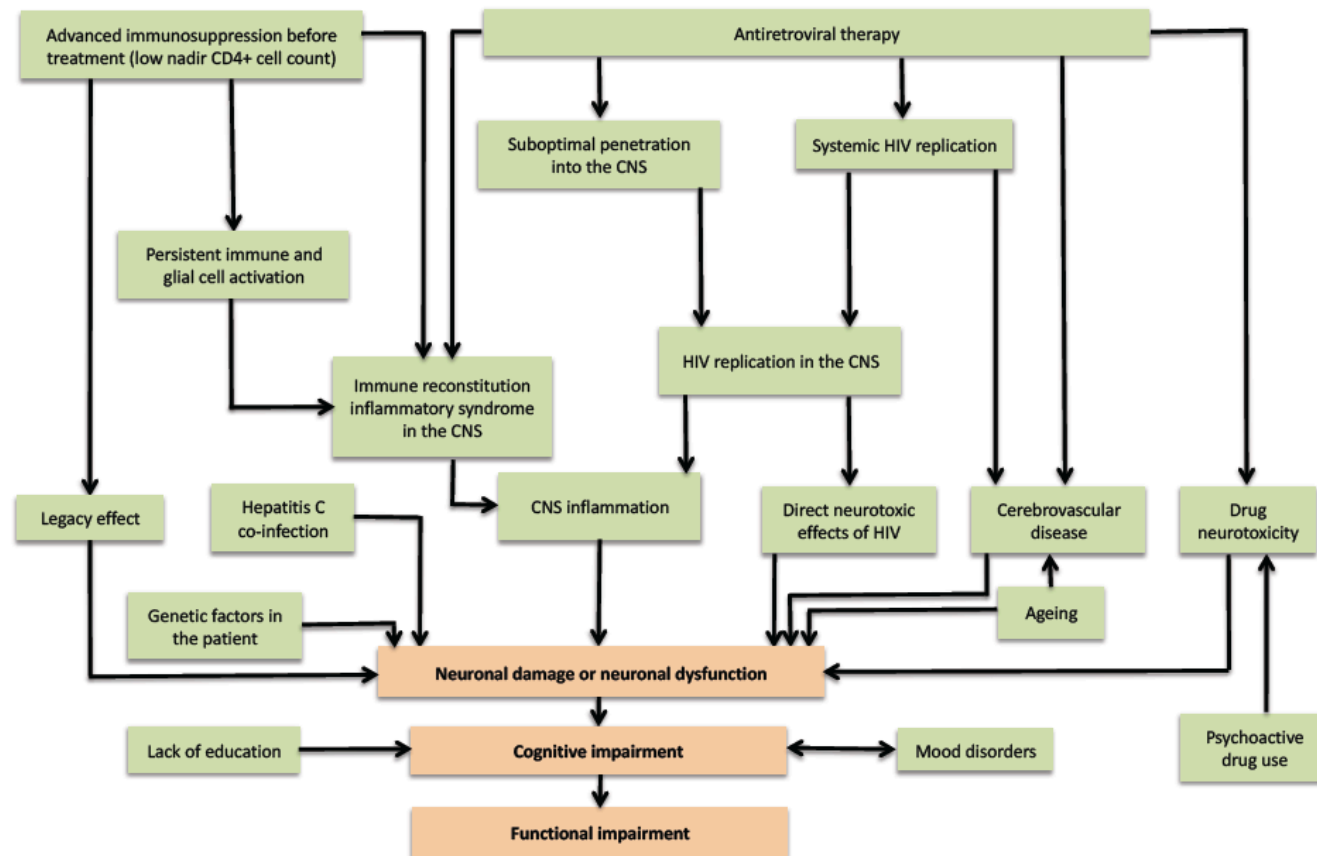 Advanced immunosuppression before
treatment (low nadir CD4+ cell count)
Antiretroviral therapy
Suboptimal penetration
into the CNS
Systemic HIV replication
Persistent immune and
glial cell activation
HIV replication in the CNS
Immune reconstitution
inflammatory syndrome
in the CNS
Legacy effect
Hepatitis C
co-infection
CNS inflammation
Direct neurotoxic
effects of HIV
Cerebrovascular
disease
Drug
neurotoxicity
Genetic factors in
the patient
Ageing
Neuronal damage or neuronal dysfunction
Lack of education
Cognitive impairment
Mood disorders
Psychoactive
drug use
Functional impairment